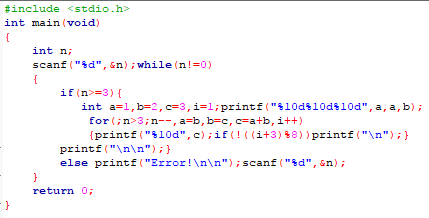 #include <stdio.h>
int main(void)
{
    int n;
    scanf("%d",&n);while(n!=0)
    {
        if(n>=3){
            int a=1,b=2,c=3,i=1;printf("%10d%10d%10d",a,a,b);
            for(;n>3;n--,a=b,b=c,c=a+b,i++)
            {printf("%10d",c);if(!((i+3)%8))printf("\n");}
        printf("\n\n");}
        else printf("Error!\n\n");scanf("%d",&n);
    }
    return 0;
}